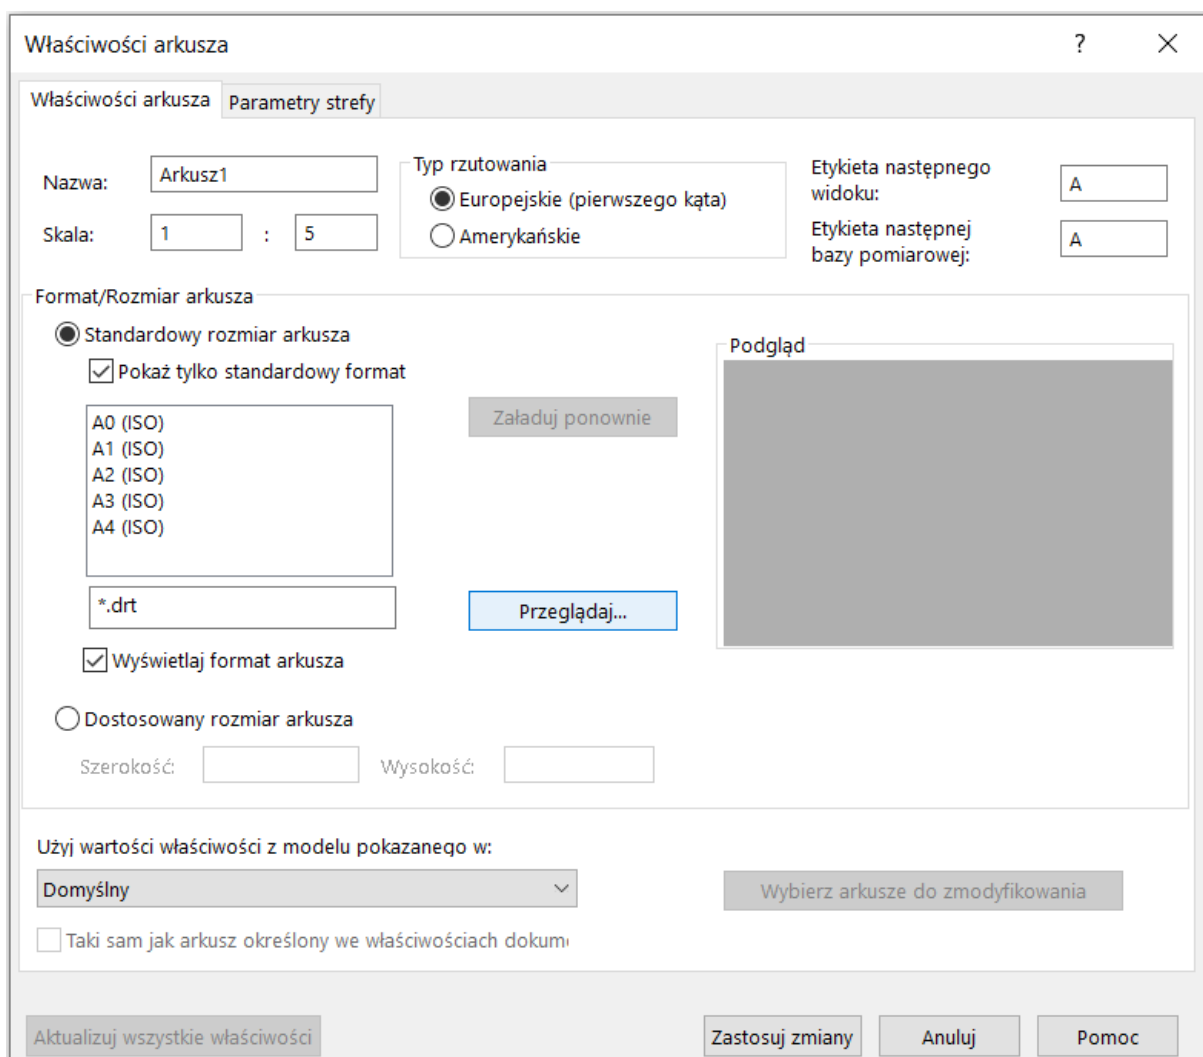 Właściwości arkusza ?
Właściwości arkusza Parametry strefy
Nazwa: Arkusz1
Skala: 1 : 5
Typ rzutowania
Europejskie (pierwszego kąta)
Amerykańskie
Etykieta następnego
widoku: A
Etykieta następnej
bazy pomiarowej: A
Format/Rozmiar arkusza
Standardowy rozmiar arkusza
Pokaż tylko standardowy format
A0 (ISO)
A1 (ISO)
A2 (ISO)
A3 (ISO)
A4 (ISO)
Załaduj ponownie
*.drt
Przeglądaj...
Wyświetlaj format arkusza
Podgląd
Dostosowany rozmiar arkusza
Szerokość: Wysokość:
Użyj wartości właściwości z modelu pokazanego w:
Domyślny
Wybierz arkusze do zmodyfikowania
Taki sam jak arkusz określony we właściwościach dokum
Aktualizuj wszystkie właściwości Zastosuj zmiany Anuluj Pomoc